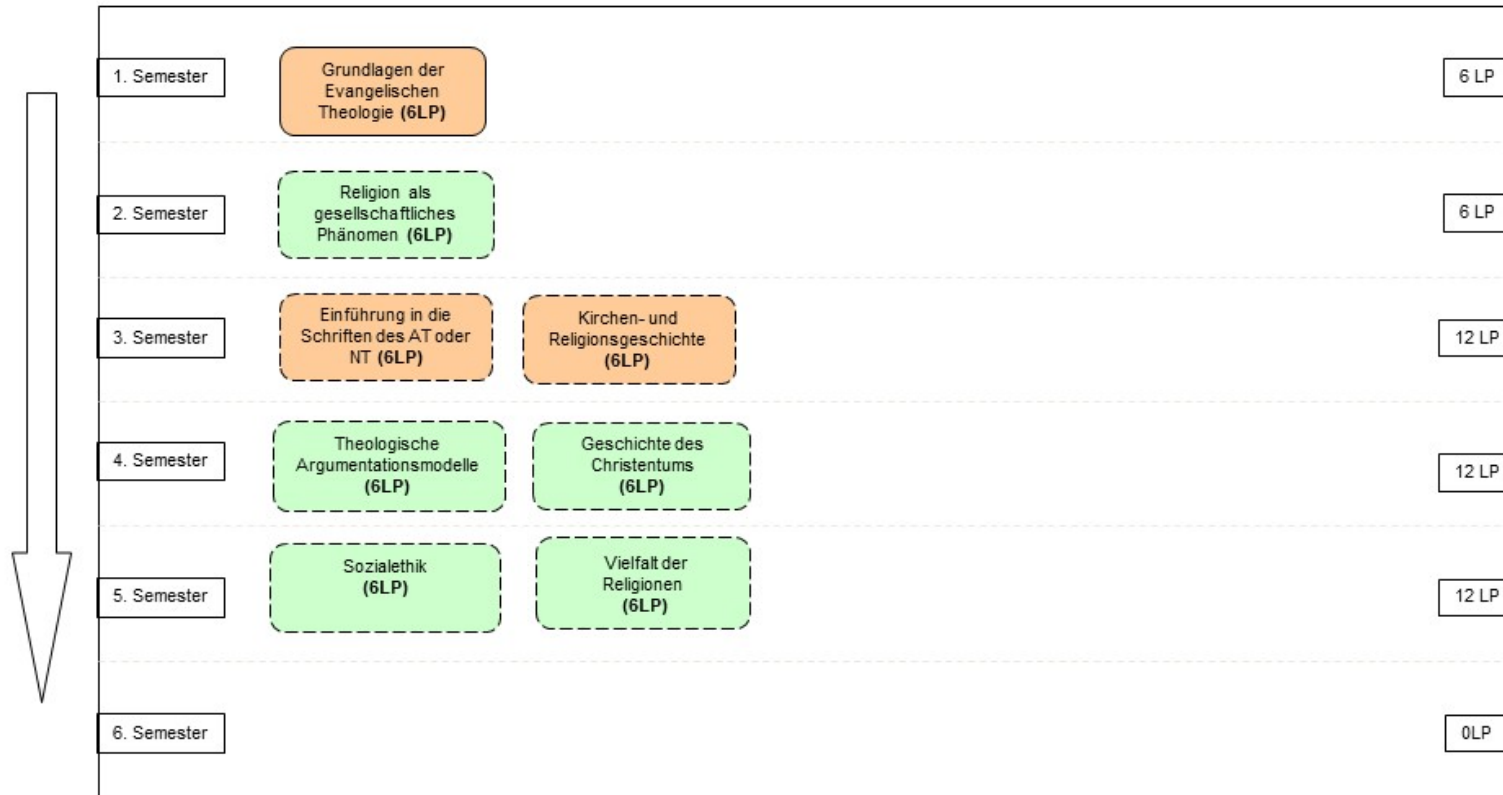 1. Semester
Grundlagen der
Evangelischen
Theologie (6LP)
6 LP
2. Semester
Religion als
gesellschaftliches
Phänomen (6LP)
6 LP
3. Semester
Einführung in die
Schriften des AT oder
NT (6LP)
Kirchen- und
Religionsgeschichte
(6LP)
12 LP
4. Semester
Theologische
Argumentationsmodelle
(6LP)
Geschichte des
Christentums
(6LP)
12 LP
5. Semester
Sozialethik
(6LP)
Vielfalt der
Religionen
(6LP)
12 LP
6. Semester
0LP